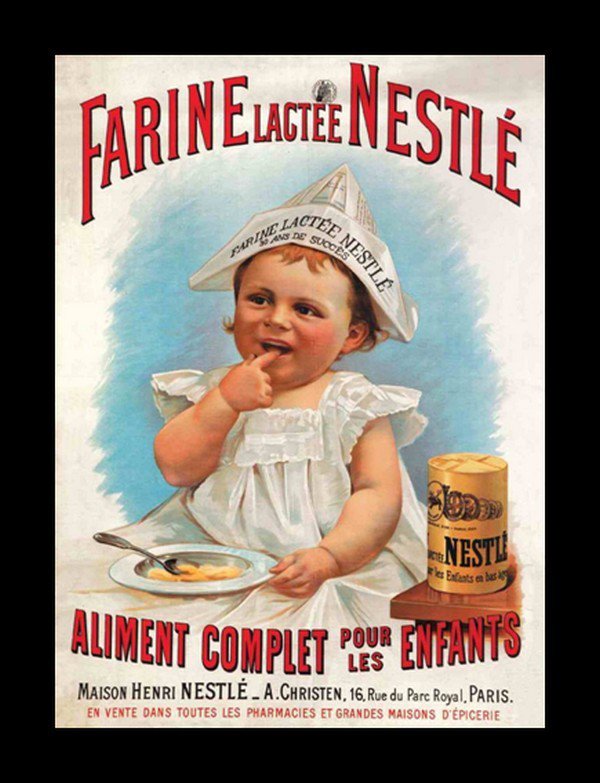 FARINE LACTÉE NESTLÉ
FARINE LACTÉE NESTLÉ
30 ANS DE SUCCÈS
NESTLÉ
les Enfants en bas
ALIMENT COMPLET POUR LES ENFANTS
MAISON HENRI NESTLÉ _ A. CHRISTEN, 16, Rue du Parc Royal, PARIS.
EN VENTE DANS TOUTES LES PHARMACIES ET GRANDES MAISONS D'ÉPICERIE